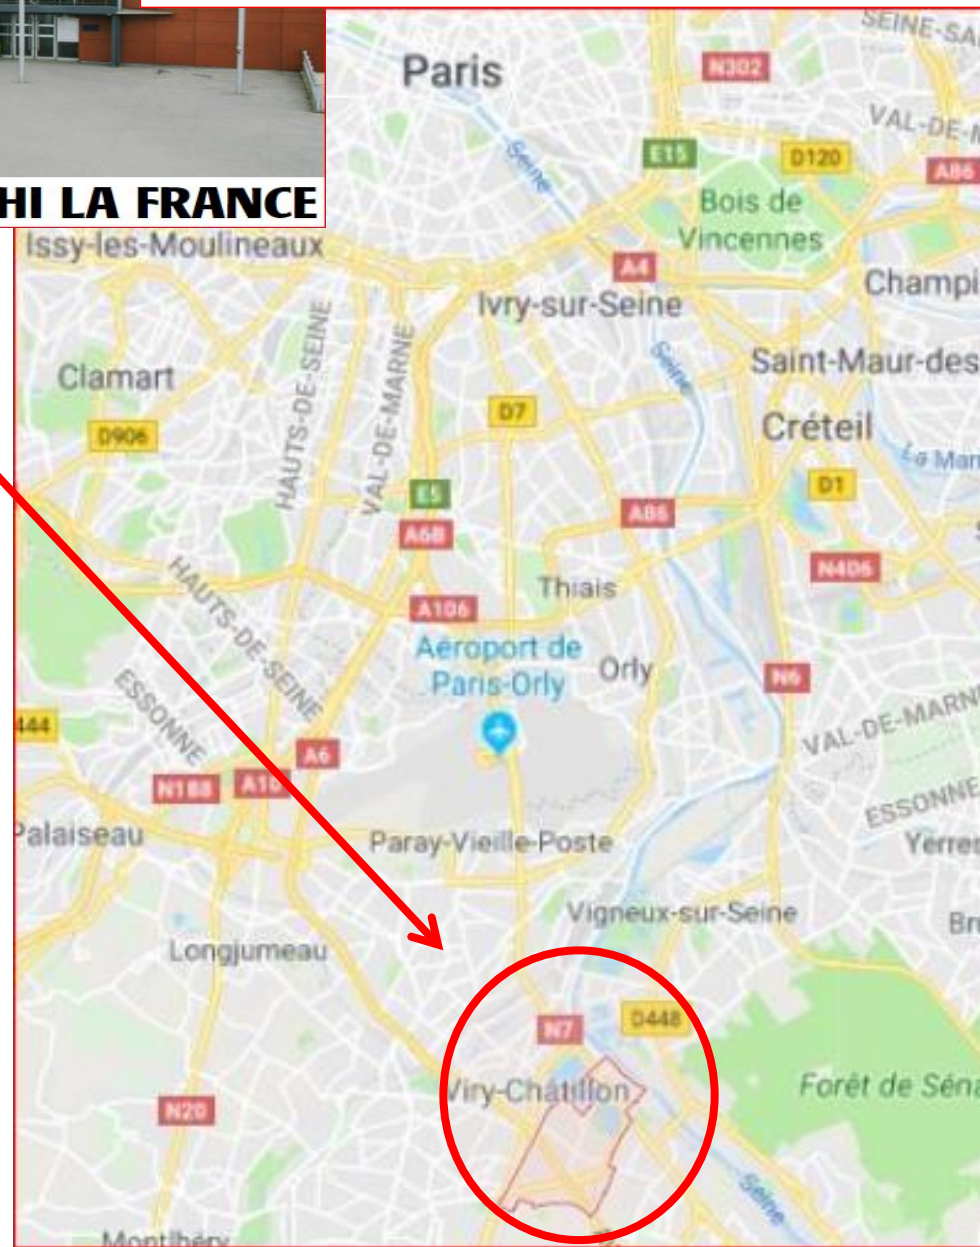 HI LA FRANCE
SEINE-SAI
Paris
N302
VAL-DE-M
E15
D120
A86
Seine
Bois de
Vincennes
Issy-les-Moulineaux
A4
Champi
Ivry-sur-Seine
HAUTS-DE-SEINE
VAL-DE-MARNE
Seine
Saint-Maur-des
Clamart
D7
Créteil
D906
La Mar
E5
D1
A86
A6B
N406
HAUTS-DE-SEINE
Thiais
A106
Aéroport de
Paris-Orly
Orly
N6
ESSONNE
VAL-DE-MARN
444
A6
N188
A10
ESSONNE
Palaiseau
Paray-Vieille-Poste
Yerres
Vigneux-sur-Seine
Br
Longjumeau
N7
D448
Viry-Châtillon
Forêt de Séna
N20
Seine
Montlhéry